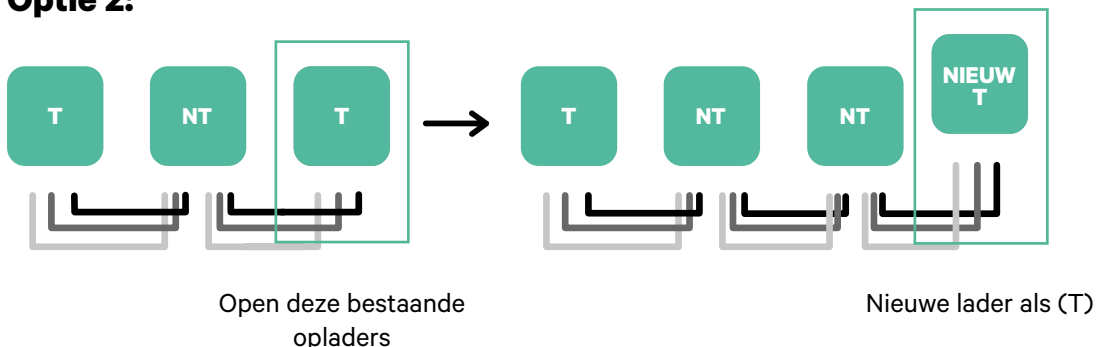 Optie 2:
T
NT
T
T
NT
NT
NIEUW
T
Open deze bestaande
opladers
Nieuwe lader als (T)